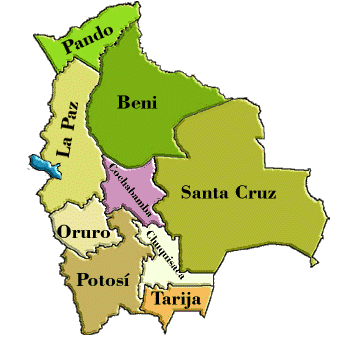 Pando
Beni
La Paz
Cochabamba
Santa Cruz
Oruro
Chuquisaca
Potosí
Tarija